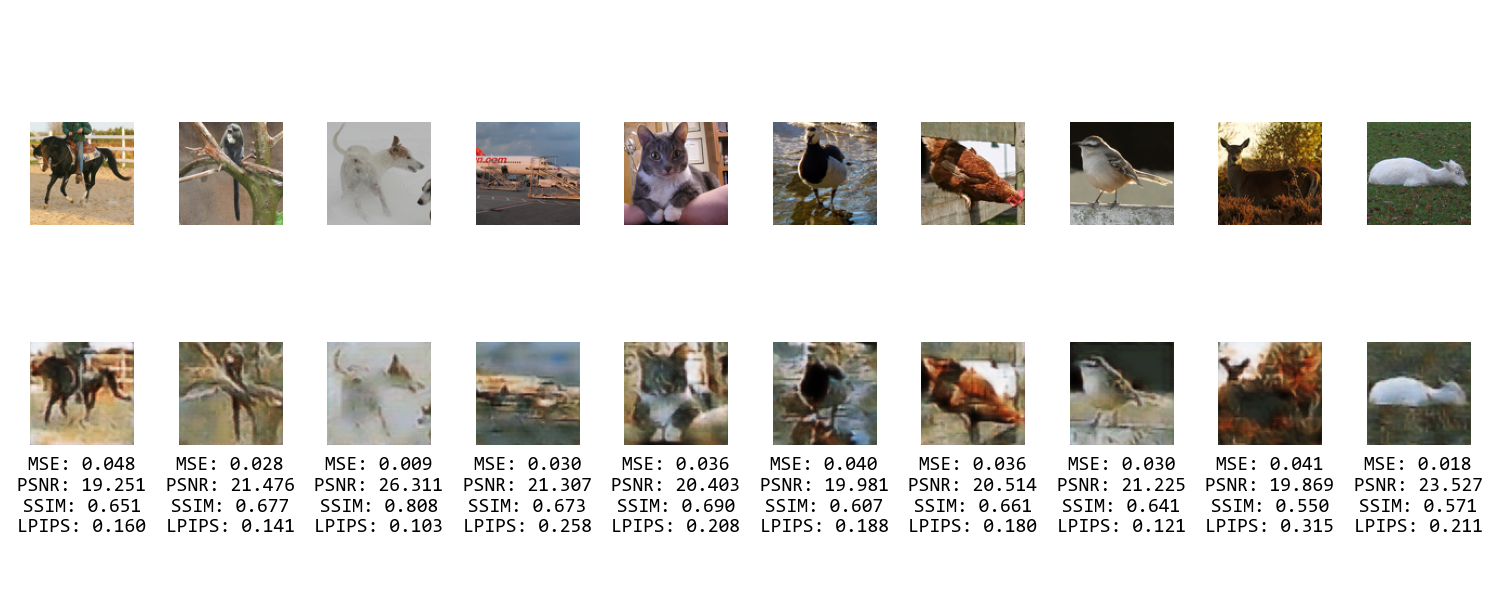 a.com
MSE: 0.048
PSNR: 19.251
SSIM: 0.651
LPIPS: 0.160
MSE: 0.028
PSNR: 21.476
SSIM: 0.677
LPIPS: 0.141
MSE: 0.009
PSNR: 26.311
SSIM: 0.808
LPIPS: 0.103
MSE: 0.030
PSNR: 21.307
SSIM: 0.673
LPIPS: 0.258
MSE: 0.036
PSNR: 20.403
SSIM: 0.690
LPIPS: 0.208
MSE: 0.040
PSNR: 19.981
SSIM: 0.607
LPIPS: 0.188
MSE: 0.036
PSNR: 20.514
SSIM: 0.661
LPIPS: 0.180
MSE: 0.030
PSNR: 21.225
SSIM: 0.641
LPIPS: 0.121
MSE: 0.041
PSNR: 19.869
SSIM: 0.550
LPIPS: 0.315
MSE: 0.018
PSNR: 23.527
SSIM: 0.571
LPIPS: 0.211